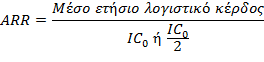 ARR = Μέσο ετήσιο λογιστικό κέρδος / IC₀ ή IC₀/2